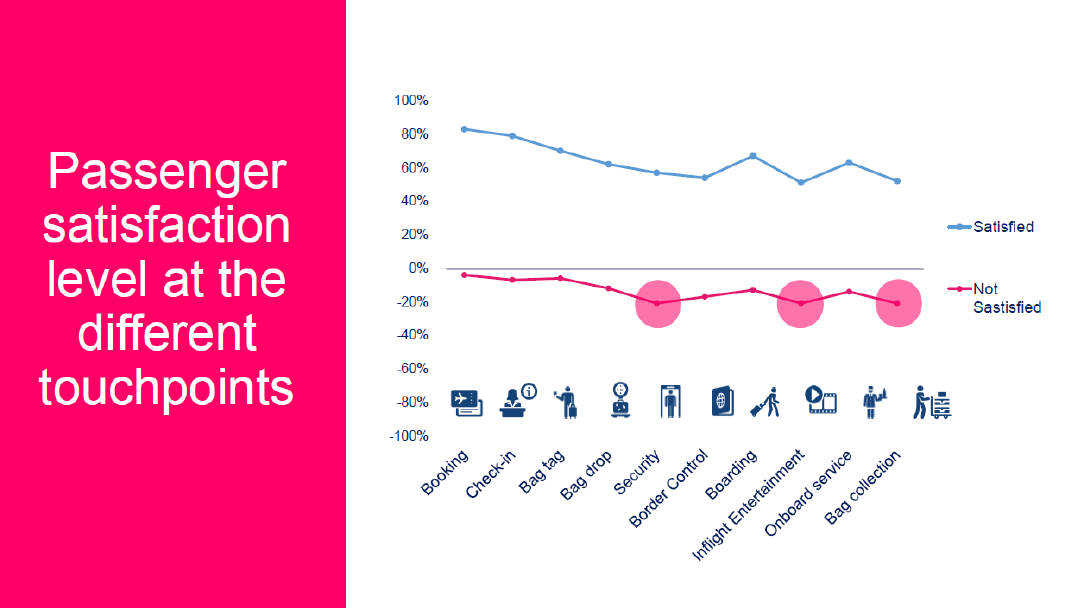 Passenger
satisfaction
level at the
different
touchpoints
100%
80%
60%
40%
20%
0%
-20%
-40%
-60%
-80%
-100%
Satisfied
Not
Sastisfied
Booking
Check-in
Bag tag
Bag drop
Security
Border Control
Boarding
Inflight Entertainment
Onboard service
Bag collection